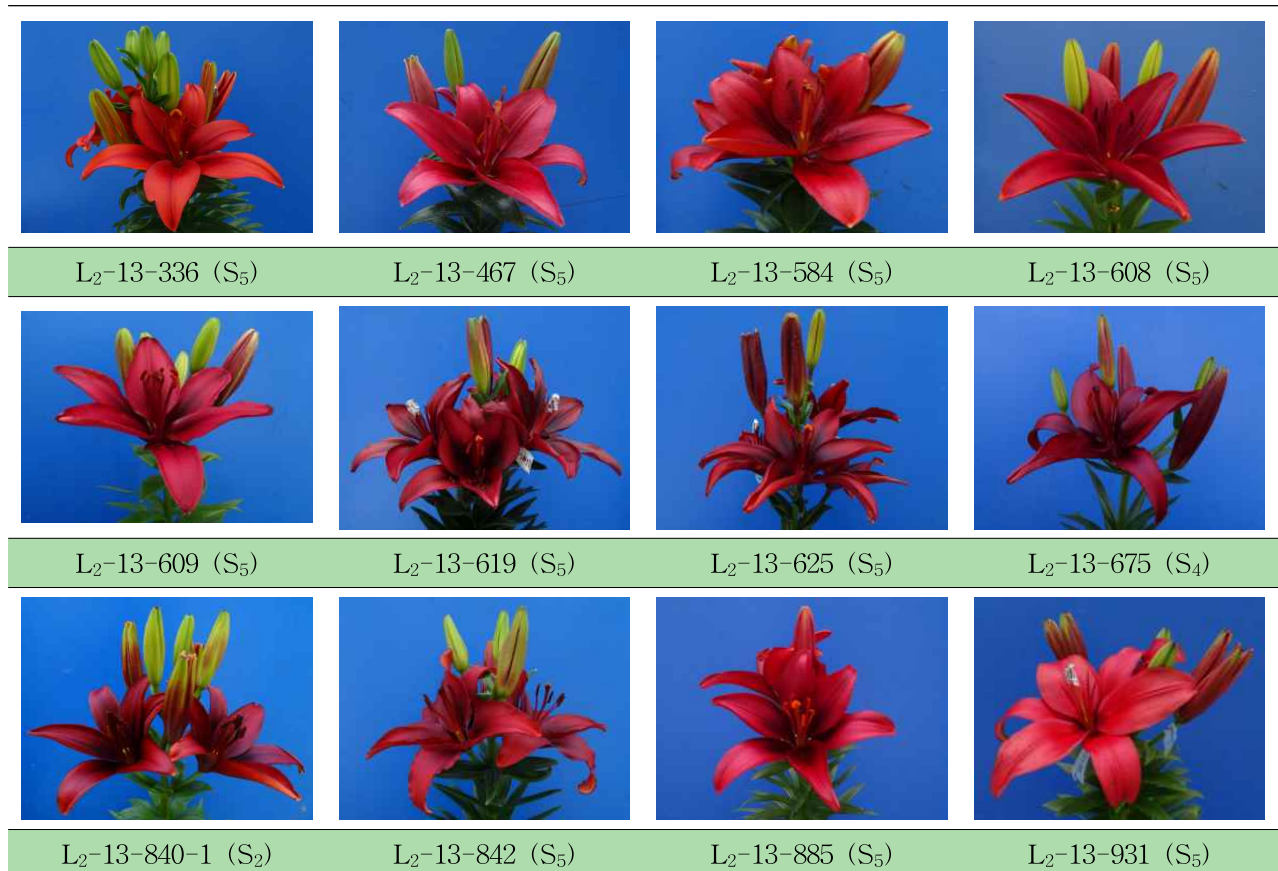 L₂-13-336 (S₅) L₂-13-467 (S₅) L₂-13-584 (S₅) L₂-13-608 (S₅)
L₂-13-609 (S₅) L₂-13-619 (S₅) L₂-13-625 (S₅) L₂-13-675 (S₄)
L₂-13-840-1 (S₂) L₂-13-842 (S₅) L₂-13-885 (S₅) L₂-13-931 (S₅)